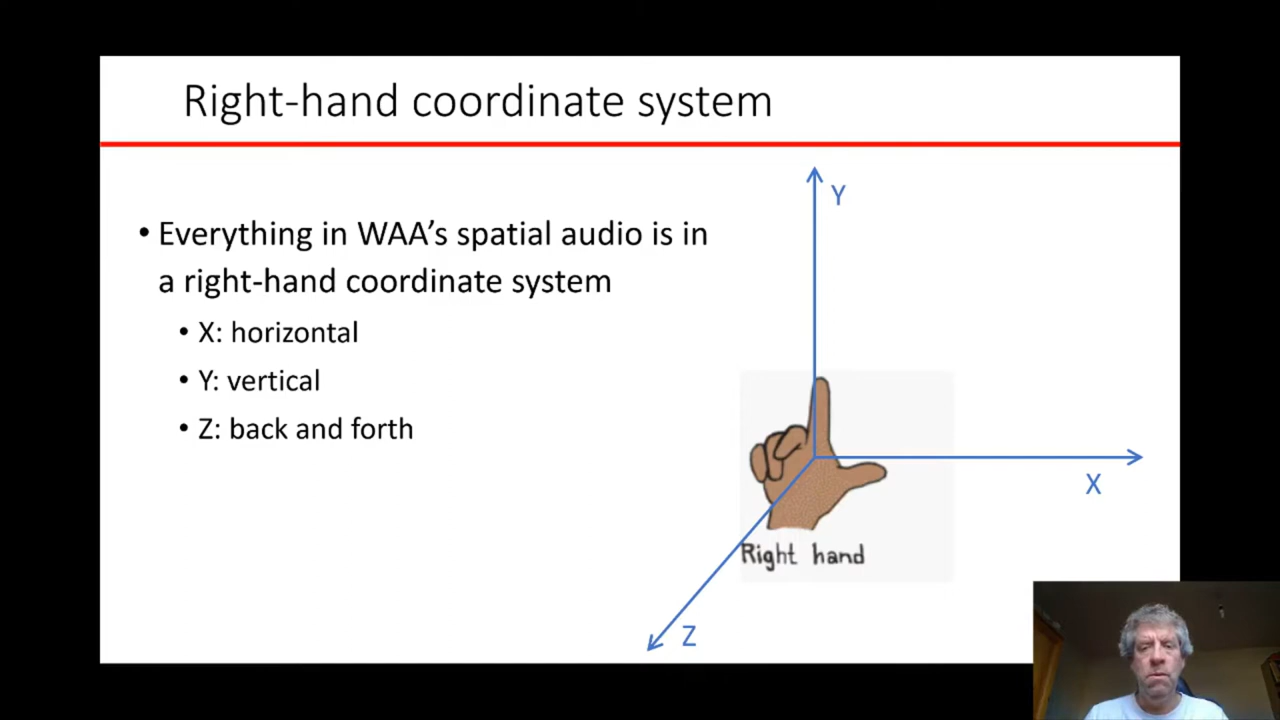 Right-hand coordinate system
Y
• Everything in WAA’s spatial audio is in
a right-hand coordinate system
• X: horizontal
• Y: vertical
• Z: back and forth
X
Right hand
Z